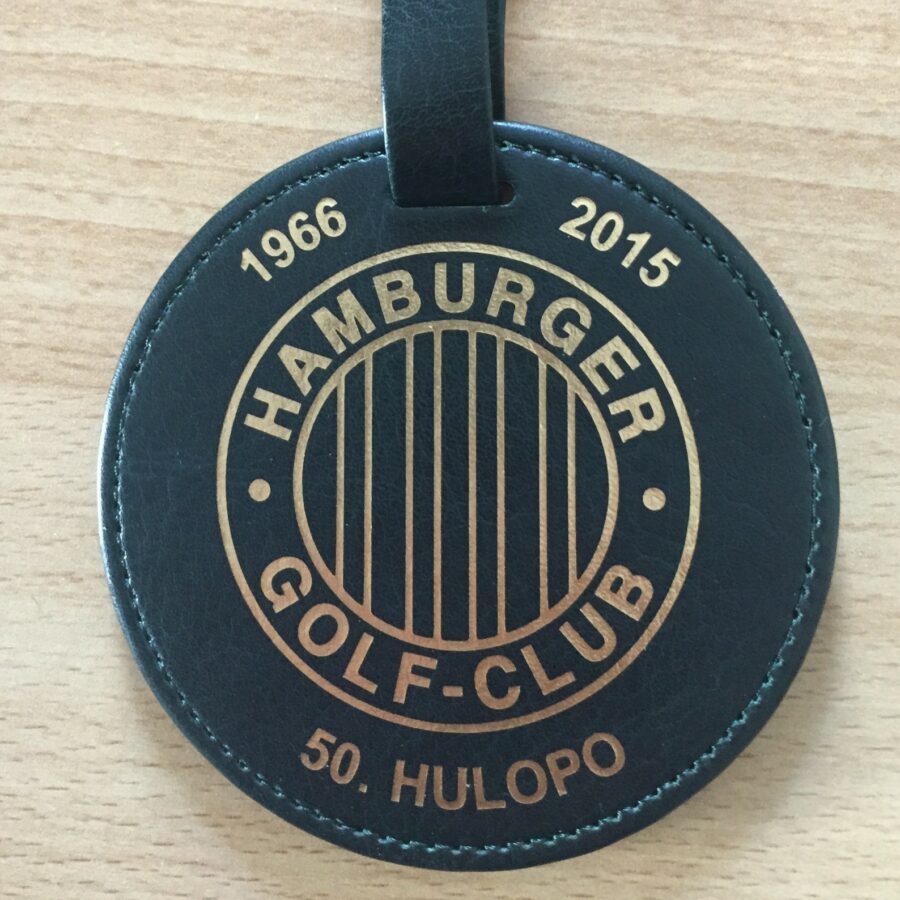 1966
2015
HAMBURGER
GOLF-CLUB
50. HULOPO